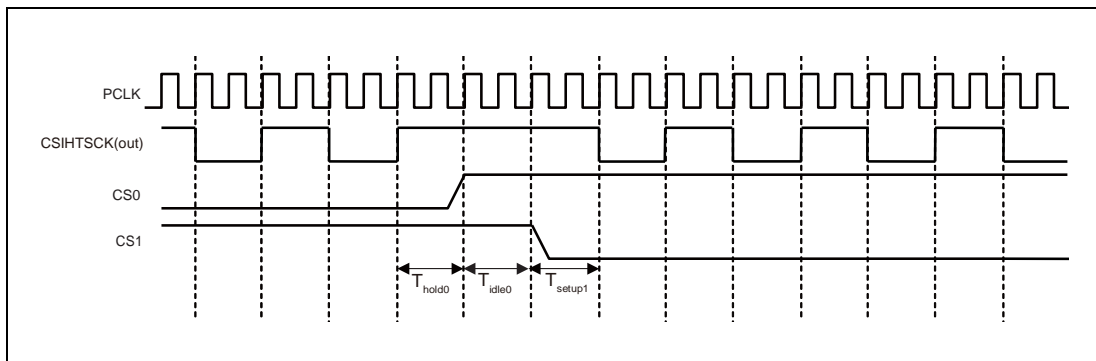 PCLK
CSIHTSCK(out)
CS0
CS1
Thold0 Tidle0 Tsetup1